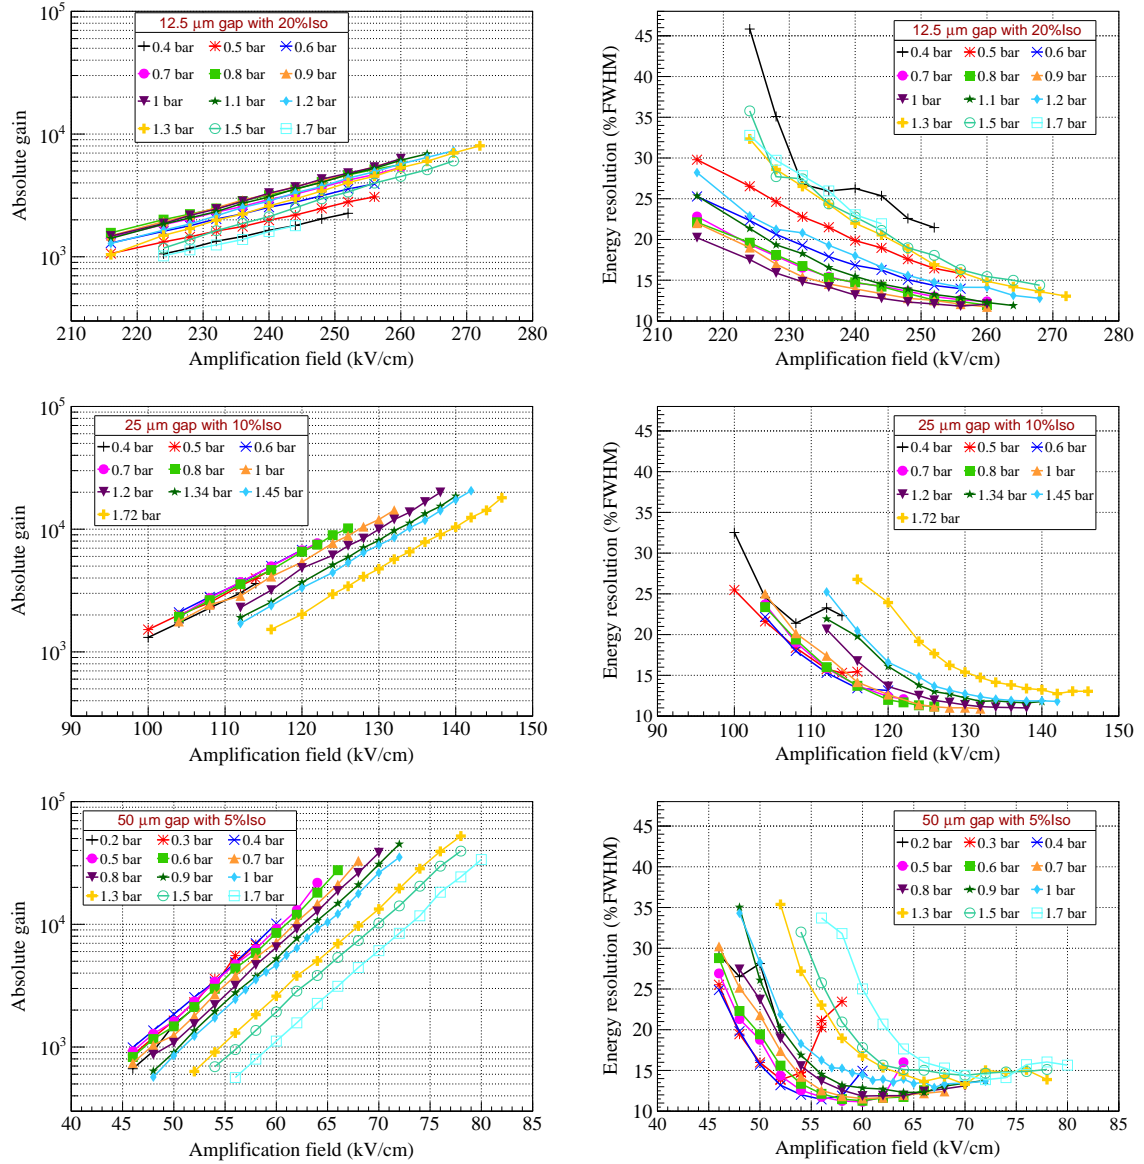 12.5 μm gap with 20%Iso
0.4 bar 0.5 bar 0.6 bar
0.7 bar 0.8 bar 0.9 bar
1 bar 1.1 bar 1.2 bar
1.3 bar 1.5 bar 1.7 bar
Absolute gain
10^5
10^4
10^3
210 220 230 240 250 260 270 280
Amplification field (kV/cm)
12.5 μm gap with 20%Iso
0.4 bar 0.5 bar 0.6 bar
0.7 bar 0.8 bar 0.9 bar
1 bar 1.1 bar 1.2 bar
1.3 bar 1.5 bar 1.7 bar
Energy resolution (%FWHM)
45
40
35
30
25
20
15
10
210 220 230 240 250 260 270 280
Amplification field (kV/cm)
25 μm gap with 10%Iso
0.4 bar 0.5 bar 0.6 bar
0.7 bar 0.8 bar 1 bar
1.2 bar 1.34 bar 1.45 bar
1.72 bar
Absolute gain
10^5
10^4
10^3
90 100 110 120 130 140 150
Amplification field (kV/cm)
25 μm gap with 10%Iso
0.4 bar 0.5 bar 0.6 bar
0.7 bar 0.8 bar 1 bar
1.2 bar 1.34 bar 1.45 bar
1.72 bar
Energy resolution (%FWHM)
45
40
35
30
25
20
15
10
90 100 110 120 130 140 150
Amplification field (kV/cm)
50 μm gap with 5%Iso
0.2 bar 0.3 bar 0.4 bar
0.5 bar 0.6 bar 0.7 bar
0.8 bar 0.9 bar 1 bar
1.3 bar 1.5 bar 1.7 bar
Absolute gain
10^5
10^4
10^3
40 45 50 55 60 65 70 75 80 85
Amplification field (kV/cm)
50 μm gap with 5%Iso
0.2 bar 0.3 bar 0.4 bar
0.5 bar 0.6 bar 0.7 bar
0.8 bar 0.9 bar 1 bar
1.3 bar 1.5 bar 1.7 bar
Energy resolution (%FWHM)
45
40
35
30
25
20
15
10
40 45 50 55 60 65 70 75 80 85
Amplification field (kV/cm)